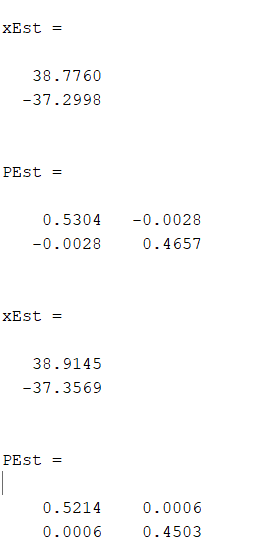 xEst =
38.7760
-37.2998
PEst =
0.5304 -0.0028
-0.0028 0.4657
xEst =
38.9145
-37.3569
PEst =
0.5214 0.0006
0.0006 0.4503